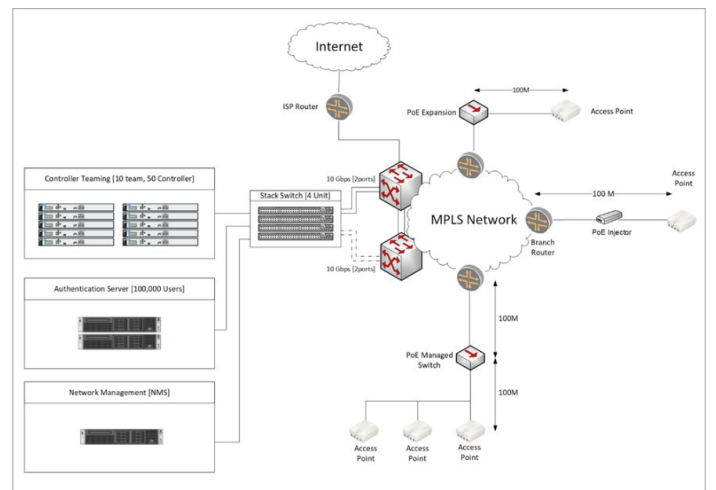 Internet
ISP Router
100M
PoE Expansion
Access Point
Controller Teaming [10 team, 50 Controller]
10 Gbps [2ports]
Stack Switch [4 Unit]
Access
Point
100 M
MPLS Network
PoE Injector
Branch
Router
10 Gbps [2ports]
Authentication Server [100,000 Users]
100M
PoE Managed
Switch
Network Management [NMS]
100M
Access
Point
Access
Point
Access
Point